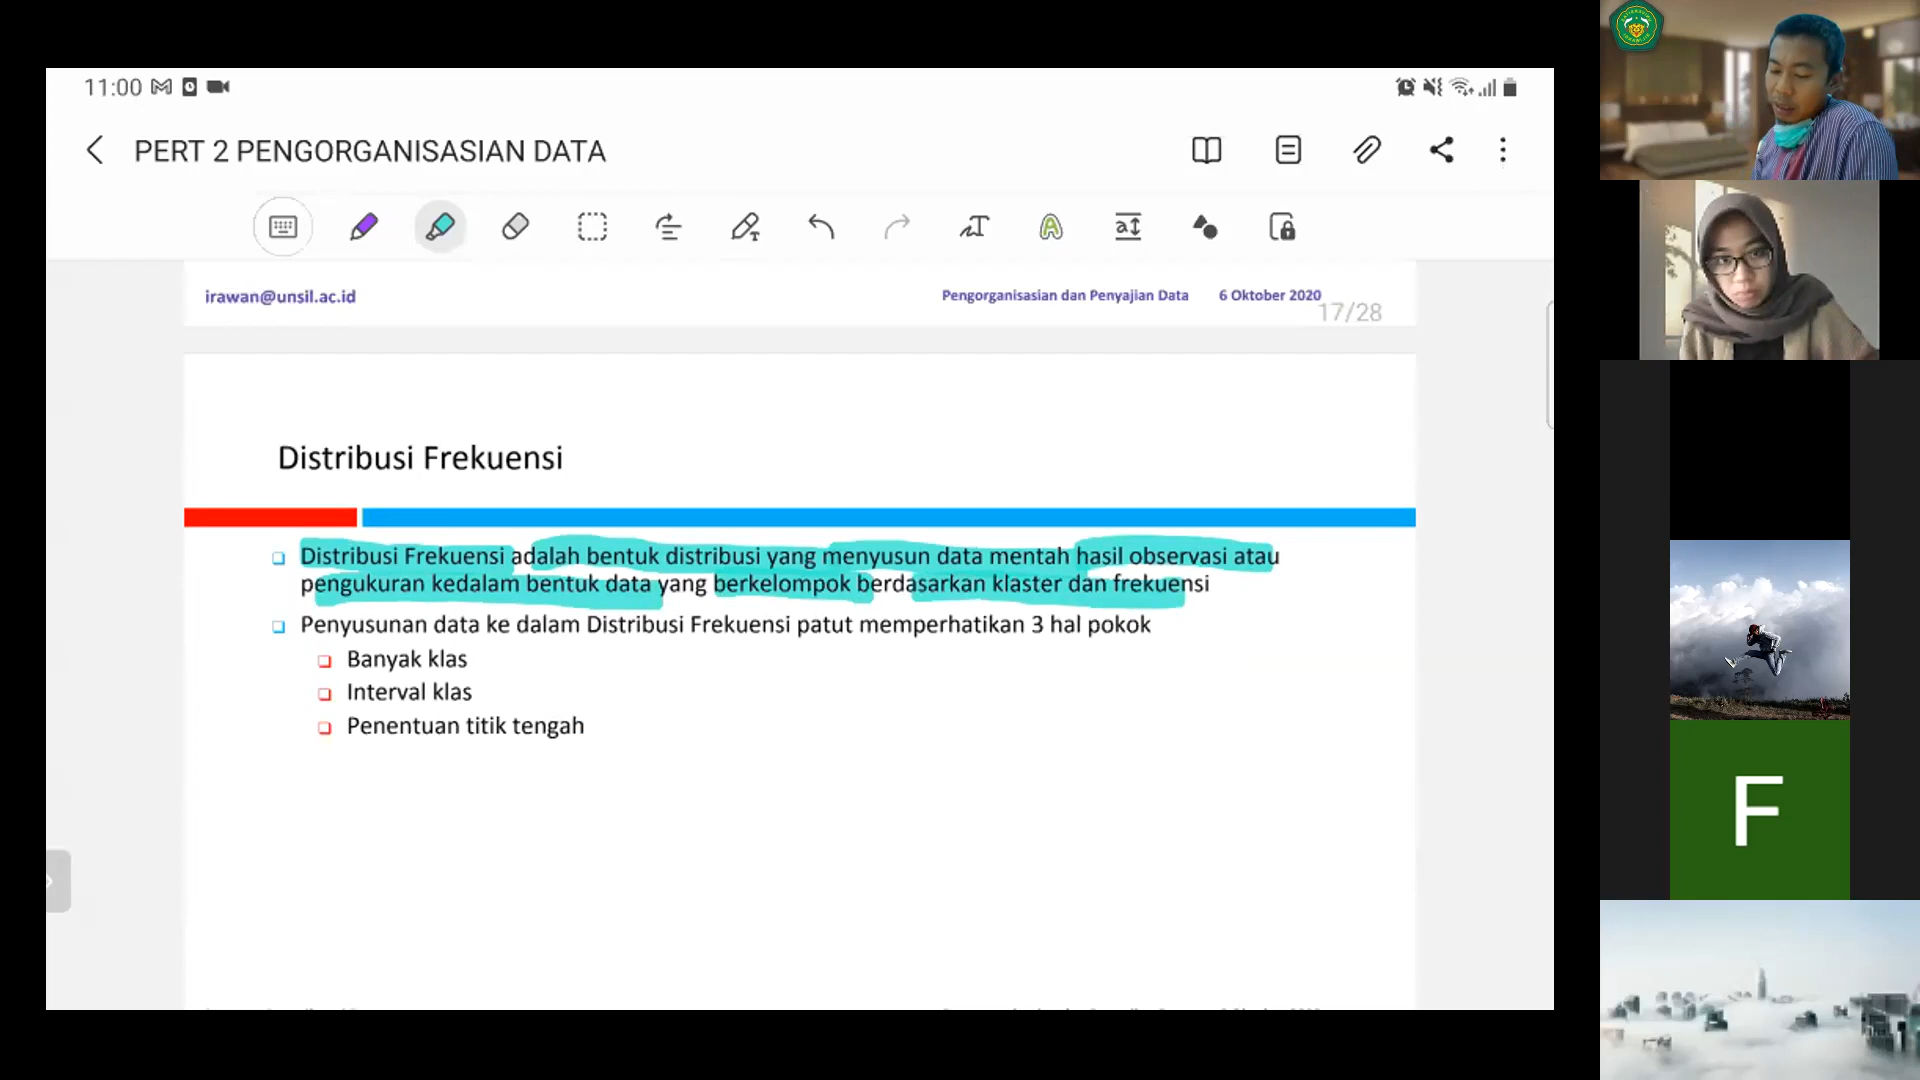 11:00
PERT 2 PENGORGANISASIAN DATA
irawan@unsil.ac.id
Pengorganisasian dan Penyajian Data 6 Oktober 2020
17/28
Distribusi Frekuensi
Distribusi Frekuensi adalah bentuk distribusi yang menyusun data mentah hasil observasi atau
pengukuran kedalam bentuk data yang berkelompok berdasarkan klaster dan frekuensi
Penyusunan data ke dalam Distribusi Frekuensi patut memperhatikan 3 hal pokok
Banyak klas
Interval klas
Penentuan titik tengah
F